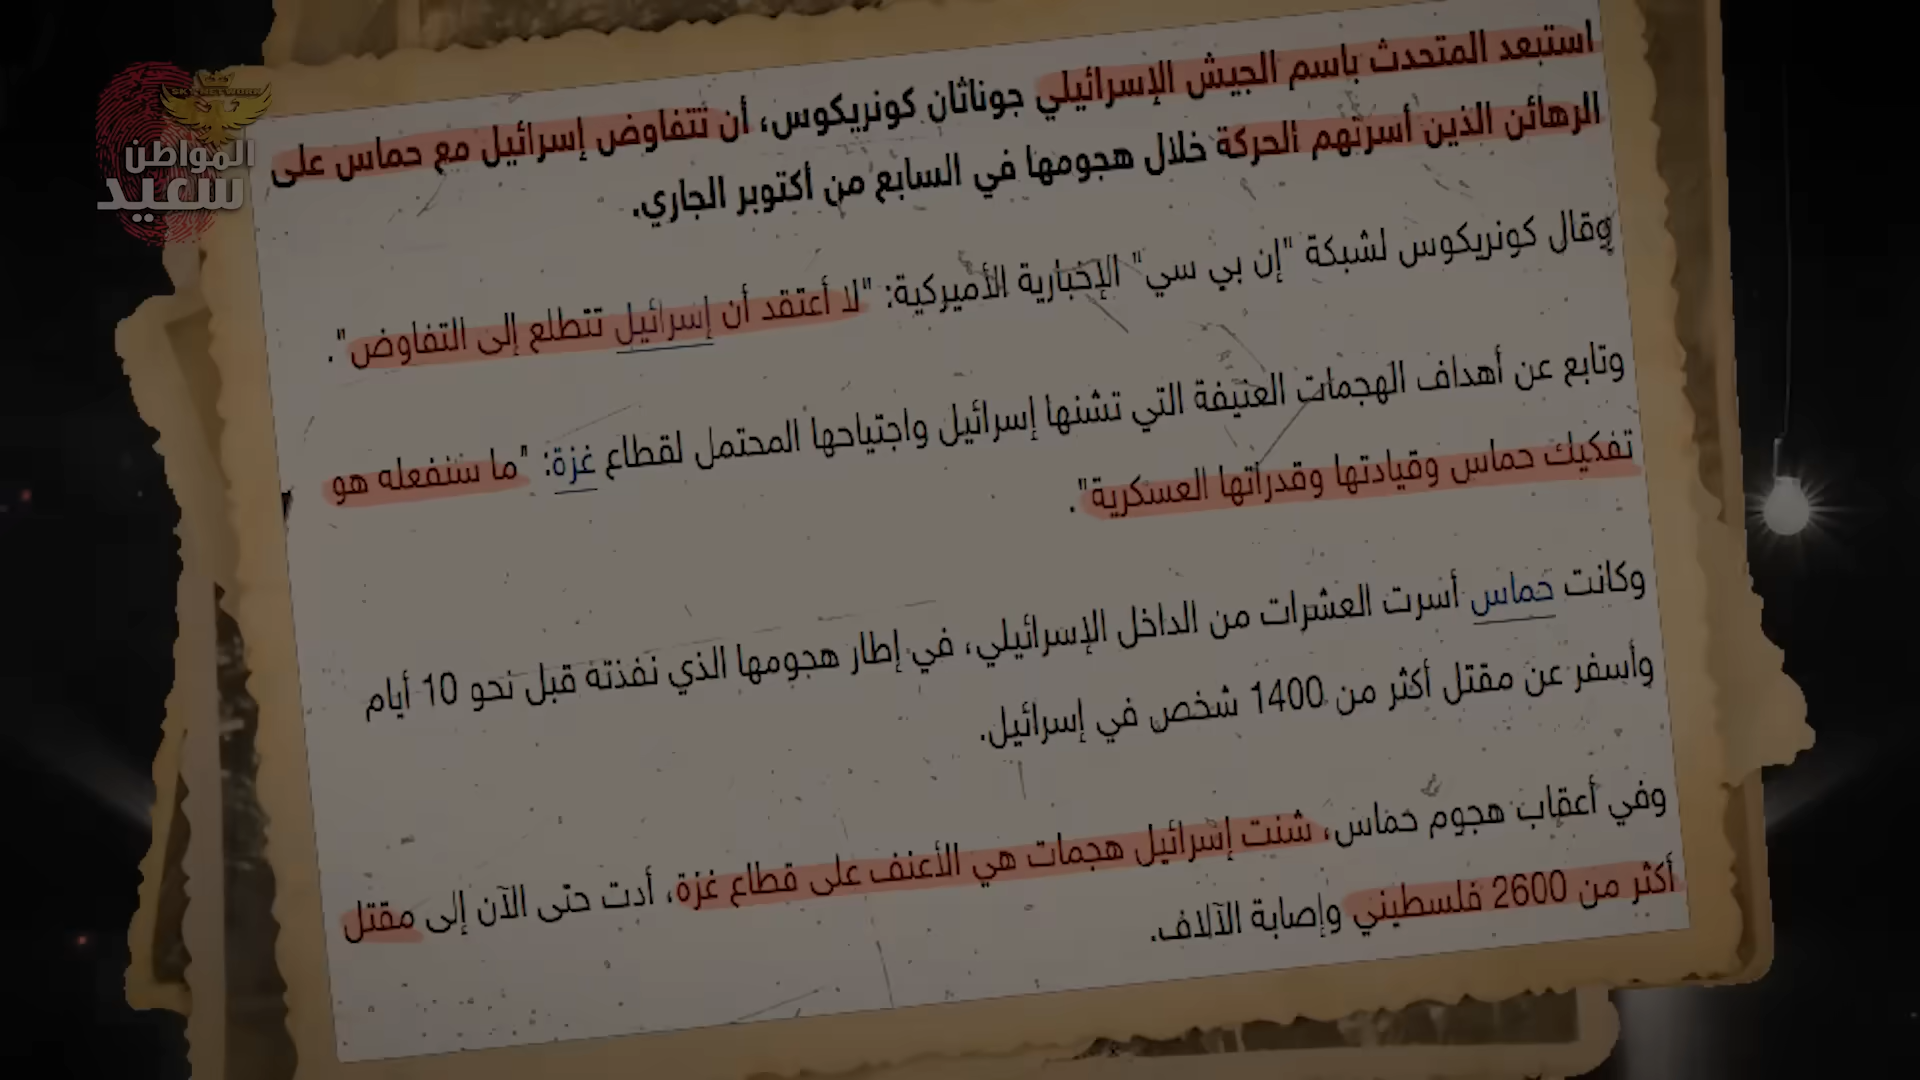 SKY NETWORK
المواطن
سعيد
استبعد المتحدث باسم الجيش الإسرائيلي جوناثان كونريكوس، أن تتفاوض إسرائيل مع حماس على
الرهائن الذين أسرتهم الحركة خلال هجومها في السابع من أكتوبر الجاري.
وقال كونريكوس لشبكة "إن بي سي" الإخبارية الأميركية: "لا أعتقد أن إسرائيل تتطلع إلى التفاوض".
وتابع عن أهداف الهجمات العنيفة التي تشنها إسرائيل واجتياحها المحتمل لقطاع غزة: "ما سنفعله هو
تفكيك حماس وقيادتها وقدراتها العسكرية".
وكانت حماس أسرت العشرات من الداخل الإسرائيلي، في إطار هجومها الذي نفذته قبل نحو 10 أيام
وأسفر عن مقتل أكثر من 1400 شخص في إسرائيل.
وفي أعقاب هجوم حماس، شنت إسرائيل هجمات هي الأعنف على قطاع غزة، أدت حتى الآن إلى مقتل
أكثر من 2600 فلسطيني وإصابة الآلاف.